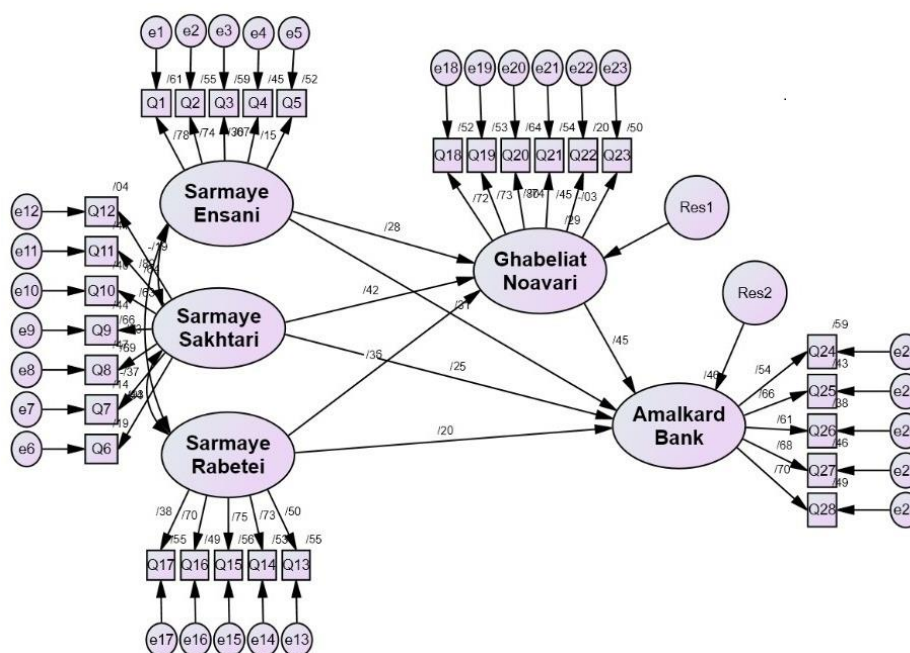 e1 e2 e3 e4 e5
/61 /55 /59 /45 /52
Q1 Q2 Q3 Q4 Q5
/78 /74 /15
Sarmaye
Ensani
e18 e19 e20 e21 e22 e23
/52 /53 /64 /54 /20 /50
Q18 Q19 Q20 Q21 Q22 Q23
/72 /73 /45 -/03
/29
Ghabeliat
Noavari
Res1
Res2
/04
e12 Q12
e11 Q11
e10 Q10
/44
e9 Q9
/66
e8 Q8
/69
/37
/14
e7 Q7
/19
e6 Q6
-/19
Sarmaye
Sakhtari
Sarmaye
Rabetei
/28
/42
/31
/36
/25
/20
/45
/46
Amalkard
Bank
/59
/54 Q24
/43
/66 Q25
/38
/61 Q26
/46
/68 Q27
/49
/70 Q28
/38 /70 /75 /73 /50
/55 /49 /56 /53 /55
Q17 Q16 Q15 Q14 Q13
e17 e16 e15 e14 e13